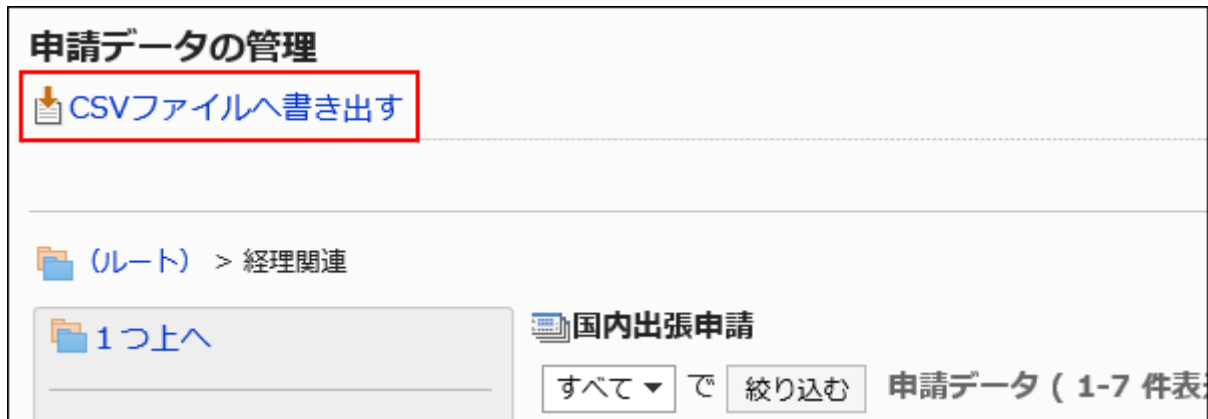 申請データの管理
CSVファイルへ書き出す
（ルート） > 経理関連
１つ上へ
国内出張申請
すべて▼ で 絞り込む 申請データ ( 1-7 件表